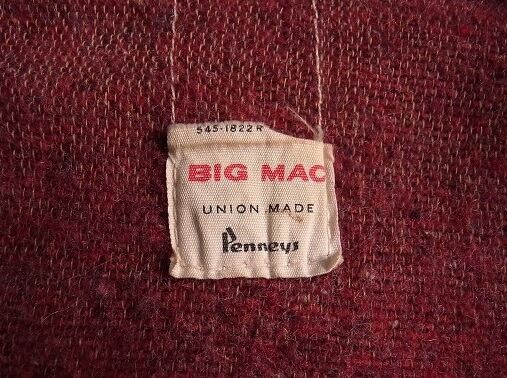 545-1822 R
BIG MAC
UNION MADE
Penneys